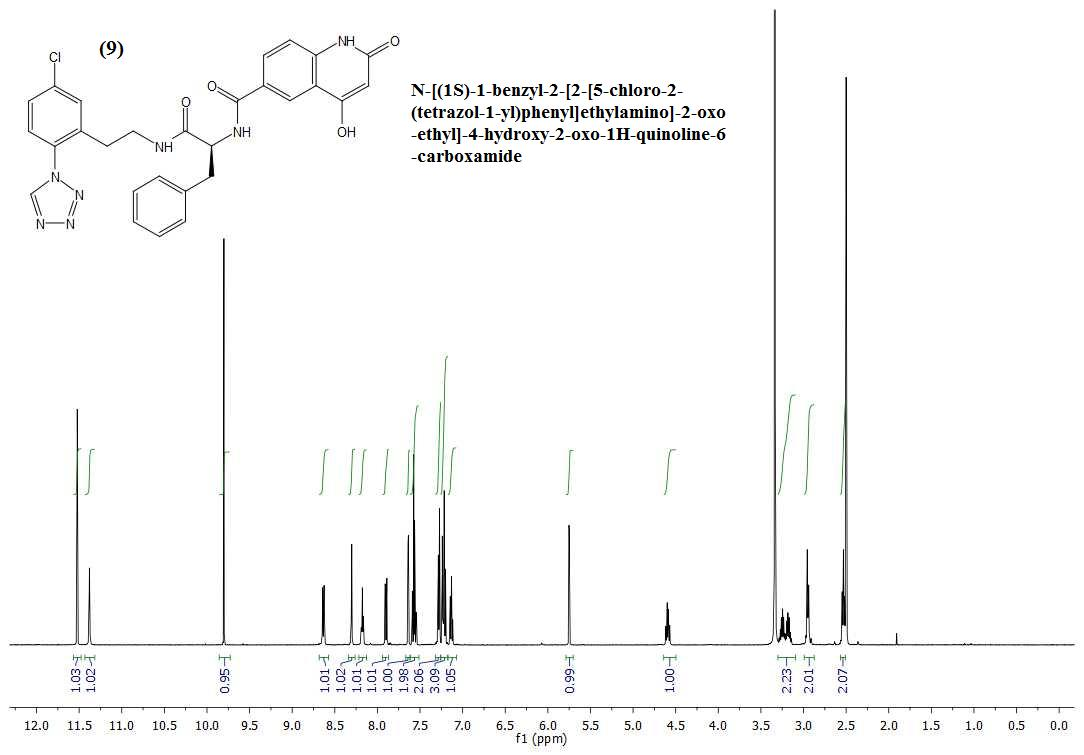 Cl
(9)
NH
O
O
O
OH
O
NH
NH
N
N
N
N
N-[(1S)-1-benzyl-2-[2-[5-chloro-2-
(tetrazol-1-yl)phenyl]ethylamino]-2-oxo
-ethyl]-4-hydroxy-2-oxo-1H-quinoline-6
-carboxamide
1.03
1.02
0.95
1.01
1.02
1.01
1.01
1.00
1.98
2.06
3.09
1.05
0.99
1.00
2.23
2.01
2.07
12.0 11.5 11.0 10.5 10.0 9.5 9.0 8.5 8.0 7.5 7.0 6.5 6.0 5.5 5.0 4.5 4.0 3.5 3.0 2.5 2.0 1.5 1.0 0.5 0.0
f1 (ppm)